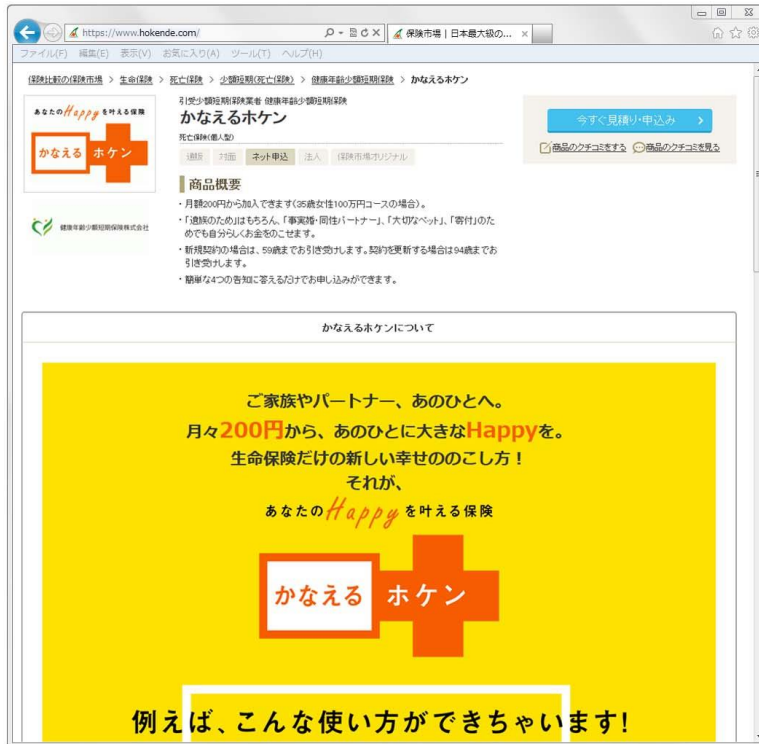 https://www.hokende.com/
保険市場 | 日本最大級の...
ファイル(F) 編集(E) 表示(V) お気に入り(A) ツール(T) ヘルプ(H)
保険比較の保険市場 > 生命保険 > 死亡保険 > 少額短期(死亡保険) > 健康年齢少額短期保険 > かなえるホケン
あなたのHappyを叶える保険
かなえる ホケン
健康年齢少額短期保険株式会社
引受少額短期保険業者 健康年齢少額短期保険
かなえるホケン
死亡保険(個人型)
通販 対面 ネット申込 法人 保険市場オリジナル
今すぐ見積り・申込み >
商品のクチコミをする 商品のクチコミを見る
商品概要
・月額200円から加入できます(35歳女性100万円コースの場合)。
・「遺族のため」はもちろん、「事実婚・同性パートナー」、「大切なペット」、「寄付」のた
めでも自分らしくお金をのこせます。
・新規契約の場合は、59歳までお引き受けします。契約を更新する場合は94歳までお
引き受けします。
・簡単な4つの告知に答えるだけでお申し込みができます。
かなえるホケンについて
ご家族やパートナー、あのひとへ。
月々200円から、あのひとに大きなHappyを。
生命保険だけの新しい幸せののこし方!
それが、
あなたのHappyを叶える保険
かなえる ホケン
例えば、こんな使い方ができちゃいます!